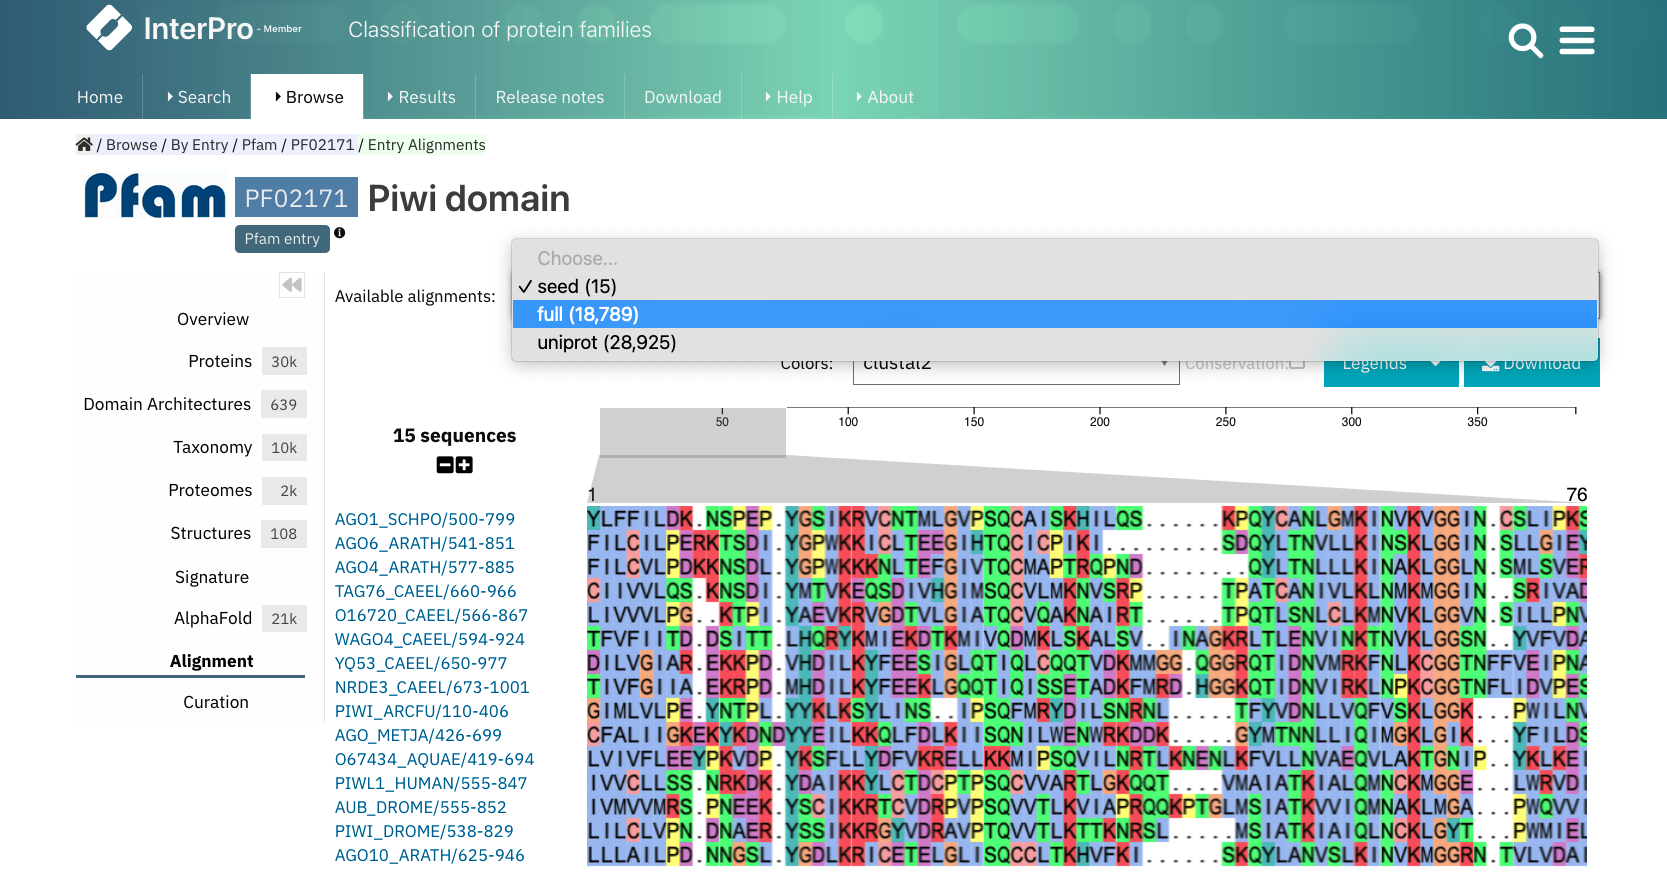 InterPro - Member
Classification of protein families
Home
Search
Browse
Results
Release notes
Download
Help
About
/ Browse / By Entry / Pfam / PF02171 / Entry Alignments
Pfam PF02171 Piwi domain
Pfam entry
Choose...
✓ seed (15)
full (18,789)
uniprot (28,925)
Available alignments:
Overview
Proteins 30k
Domain Architectures 639
Taxonomy 10k
Proteomes 2k
Structures 108
Signature
AlphaFold 21k
Alignment
Curation
Colors: clustal2 Conservation: Legends Download
50 100 150 200 250 300 350
15 sequences
1 76
AGO1_SCHPO/500-799
AGO6_ARATH/541-851
AGO4_ARATH/577-885
TAG76_CAEEL/660-966
O16720_CAEEL/566-867
WAGO4_CAEEL/594-924
YQ53_CAEEL/650-977
NRDE3_CAEEL/673-1001
PIWI_ARCFU/110-406
AGO_METJA/426-699
O67434_AQUAE/419-694
PIWL1_HUMAN/555-847
AUB_DROME/555-852
PIWI_DROME/538-829
AGO10_ARATH/625-946
YLFFILDK.NSPEP.YGSIKRVCNTMLGVPSQCAISKHILQS......KPQYCANLGMKINVKVGGIN.CSLIPKS
FILCILPERKTSDI.YGPWKKICLTEEGIHTQCICPIKI.........SDQYLTNVLLKINSKLGGIN.SLLGIEY
FILCVLPDKKNSDL.YGPWKKKNLTEFGIVTQCMAPTRQPND........QYLTNLLLKINAKLGGLN.SMLSVER
CIIVVLQS.KNSDI.YMTVKEQSDIVHGIMSQCVLMKNVSRP......TPATCANIVLKLNMKMGGIN..SRIVAD
LIVVVLPG..KTPI.YAEVKRVGDTVLGIATQCVQAKNAIRT......TPQTLSNLCLKMNVKLGGVN.SILLPNV
TFVFIITD.DSITT.LHQRYKMIEKDTKMIVQDMKLSKALSV..INAGKRLTLENVINKTNVKLGGSN..YVFVDA
DILVGIAR.EKKPD.VHDILKYFEESIGLQTIQLCQQTVDKMMGG.QGGRQTIDNVMRKFNLKCGGTNFFVEIPNA
TIVFGIIA.EKRPD.MHDILKYFEEKLGQQTIQISSETADKFMRD.HGGKQTIDNVIRKLNPKCGGTNFLIDVPES
GIMLVLPE.YNTPL.YYKLKSYLINS..IPSQFMRYDILSNRNL.....TFYVDNLLVQFVSKLGGK...PWILNV
CFALIIGKEKYKDNDYYEILKKQLFDLKIISQNILWENWRKDDK.....GYMTNNLLIQIMGKLGIK...YFILDS
LVIVFLEEYPKVDP.YKSFLLYDFVKRELLKKMIPSQVILNRTLKNENLKFVLLNVAEQVLAKTGNIP..YKLKEI
IVVCLLSS.NRKDK.YDAIKKYLCTDCPTPSQCVVARTLGKQQT....VMAIATKIALQMNCKMGGE...LWRVDI
IVMVVMRS.PNEEK.YSCIKKRTCVDRPVPSQVVTLKVIAPRQQKPTGLMSIATKVVIQMNAKLMGA...PWQVVI
LILCLVPN.DNAER.YSSIKKRGYVDRAVPTQVVTLKTTKNRSL.....MSIATKIAIQLNCKLGYT...PWMIEL
LLLAILPD.NNGSL.YGDLKRICETELGLISQCCLTKHVFKI......SKQYLANVSLKINVKMGGRN.TVLVDAI